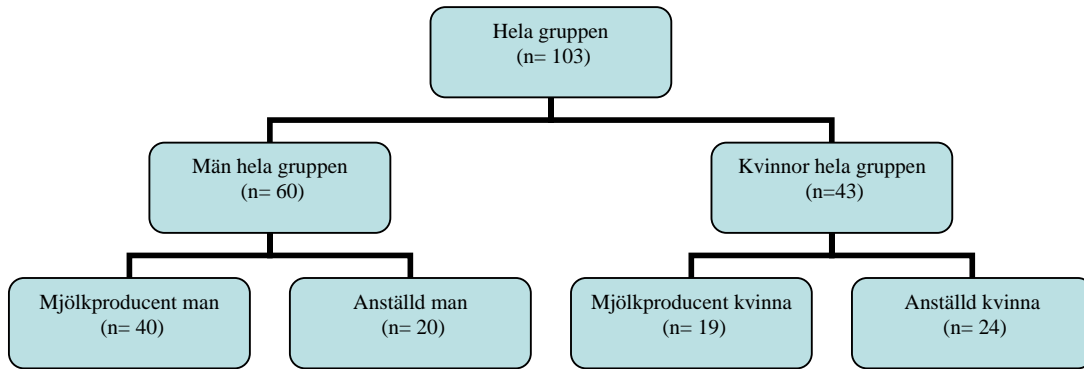 Hela gruppen
(n= 103)
Män hela gruppen
(n= 60)
Kvinnor hela gruppen
(n=43)
Mjölkproducent man
(n= 40)
Anställd man
(n= 20)
Mjölkproducent kvinna
(n= 19)
Anställd kvinna
(n= 24)